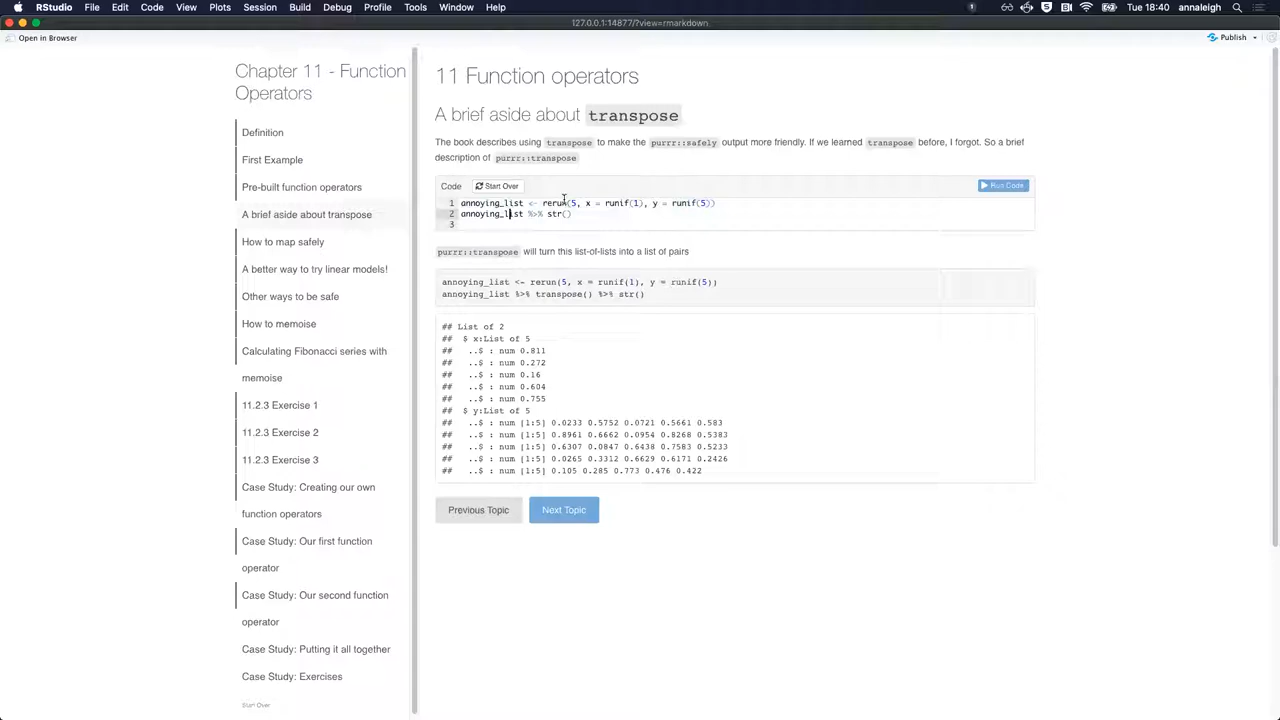 RStudio File Edit Code View Plots Session Build Debug Profile Tools Window Help Tue 18:40 annaleigh
127.0.0.1:14877/?view=rmarkdown
Open in Browser
Publish
Chapter 11 - Function
Operators
Definition
First Example
Pre-built function operators
A brief aside about transpose
How to map safely
A better way to try linear models!
Other ways to be safe
How to memoise
Calculating Fibonacci series with
memoise
11.2.3 Exercise 1
11.2.3 Exercise 2
11.2.3 Exercise 3
Case Study: Creating our own
function operators
Case Study: Our first function
operator
Case Study: Our second function
operator
Case Study: Putting it all together
Case Study: Exercises
Start Over
11 Function operators
A brief aside about transpose
The book describes using transpose to make the purrr::safely output more friendly. If we learned transpose before, I forgot. So a brief
description of purrr::transpose
Code Start Over Run Code
1 annoying_list <- rerun(5, x = runif(1), y = runif(5))
2 annoying_list %>% str()
3
purrr::transpose will turn this list-of-lists into a list of pairs
annoying_list <- rerun(5, x = runif(1), y = runif(5))
annoying_list %>% transpose() %>% str()
## List of 2
## $ x:List of 5
## ..$ : num 0.811
## ..$ : num 0.272
## ..$ : num 0.16
## ..$ : num 0.604
## ..$ : num 0.755
## $ y:List of 5
## ..$ : num [1:5] 0.0233 0.5752 0.0721 0.5661 0.583
## ..$ : num [1:5] 0.8961 0.6662 0.0954 0.8268 0.5383
## ..$ : num [1:5] 0.6307 0.0847 0.6438 0.7583 0.5233
## ..$ : num [1:5] 0.0265 0.3312 0.6629 0.6171 0.2426
## ..$ : num [1:5] 0.105 0.285 0.773 0.476 0.422
Previous Topic
Next Topic